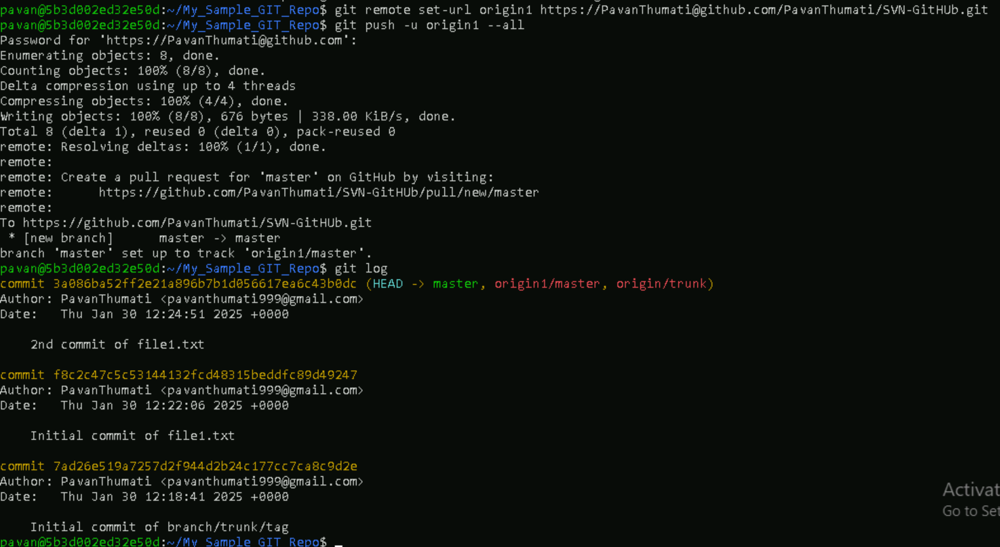 pavan@5b3d002ed32e50d:~/My_Sample_GIT_Repo$ git remote set-url origin1 https://PavanThumati@github.com/PavanThumati/SVN-GitHUb.git
pavan@5b3d002ed32e50d:~/My_Sample_GIT_Repo$ git push -u origin1 --all
Password for 'https://PavanThumati@github.com':
Enumerating objects: 8, done.
Counting objects: 100% (8/8), done.
Delta compression using up to 4 threads
Compressing objects: 100% (4/4), done.
Writing objects: 100% (8/8), 676 bytes | 338.00 KiB/s, done.
Total 8 (delta 1), reused 0 (delta 0), pack-reused 0
remote: Resolving deltas: 100% (1/1), done.
remote:
remote: Create a pull request for 'master' on GitHub by visiting:
remote:      https://github.com/PavanThumati/SVN-GitHUb/pull/new/master
remote:
To https://github.com/PavanThumati/SVN-GitHUb.git
 * [new branch]      master -> master
branch 'master' set up to track 'origin1/master'.
pavan@5b3d002ed32e50d:~/My_Sample_GIT_Repo$ git log
commit 3a086ba52ff2e21a896b7b1d056617ea6c43b0dc (HEAD -> master, origin1/master, origin/trunk)
Author: PavanThumati <pavanthumati999@gmail.com>
Date:   Thu Jan 30 12:24:51 2025 +0000
    2nd commit of file1.txt
commit f8c2c47c5c53144132fcd48315beddfc89d49247
Author: PavanThumati <pavanthumati999@gmail.com>
Date:   Thu Jan 30 12:22:06 2025 +0000
    Initial commit of file1.txt
commit 7ad26e519a7257d2f944d2b24c177cc7ca8c9d2e
Author: PavanThumati <pavanthumati999@gmail.com>
Date:   Thu Jan 30 12:18:41 2025 +0000
    Initial commit of branch/trunk/tag
pavan@5b3d002ed32e50d:~/My_Sample_GIT_Repo$ _
Activat
Go to Set